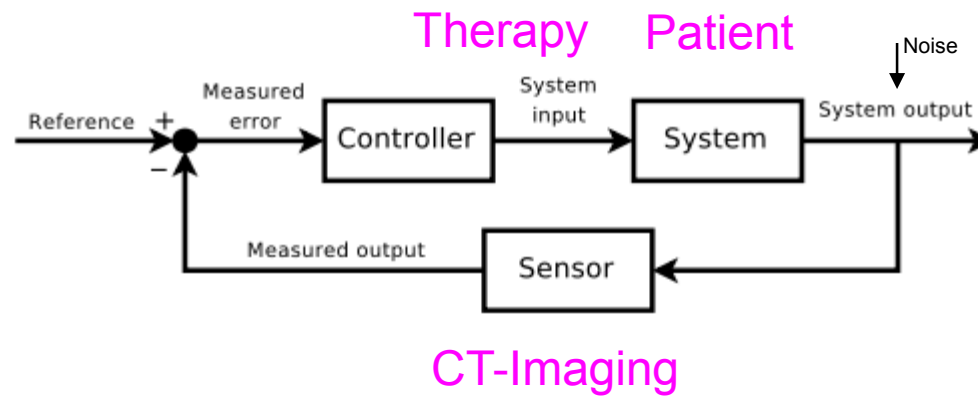 Therapy Patient
Noise
Measured
error
System
input
System output
Reference
+
−
Controller
System
Measured output
Sensor
CT-Imaging